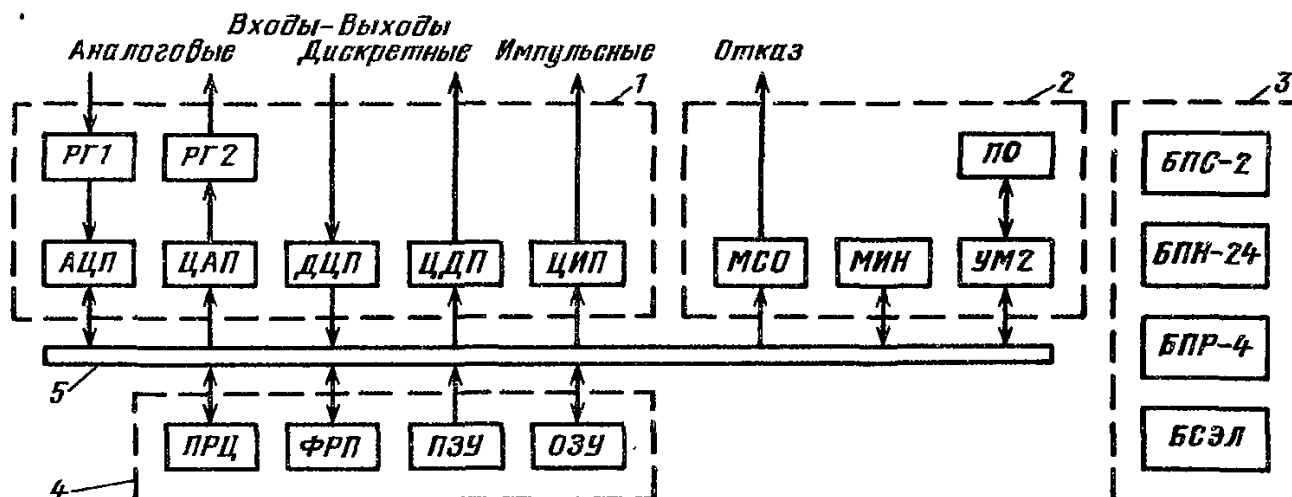 Входы-Выходы
Аналоговые Дискретные Импульсные Отказ
1 2 3
РГ1 РГ2 ПО БПС-2
АЦП ЦАП ДЦП ЦДП ЦИП МСО МИН УМ2 БПН-24
БПР-4
5
ПРЦ ФРП ПЗУ ОЗУ БСЭЛ
4